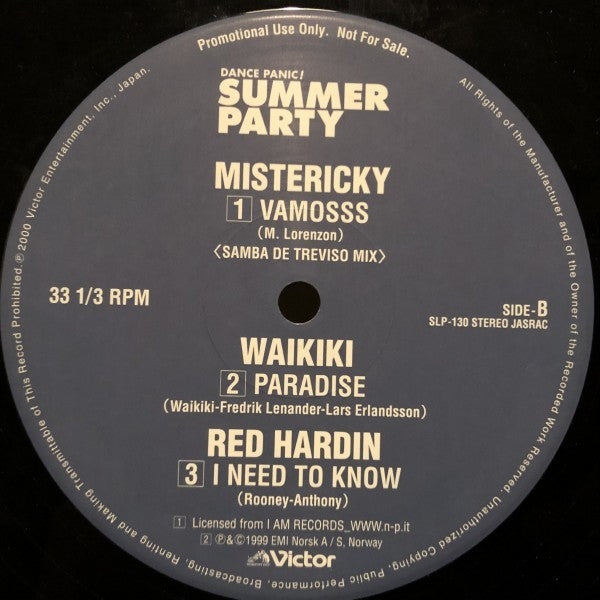 Promotional Use Only. Not For Sale.
DANCE PANIC!
SUMMER
PARTY
MISTERICKY
1 VAMOSSS
(M. Lorenzon)
〈SAMBA DE TREVISO MIX〉
33 1/3 RPM
SIDE-B
SLP-130 STEREO JASRAC
WAIKIKI
2 PARADISE
(Waikiki-Fredrik Lenander-Lars Erlandsson)
RED HARDIN
3 I NEED TO KNOW
(Rooney-Anthony)
1 Licensed from I AM RECORDS_WWW.n-p.it
2 ℗&©1999 EMI Norsk A / S, Norway
Victor
All Rights of the Manufacturer and of the Owner of the Recorded Work Reserved. Unauthorized Copying, Public Performance, Broadcasting, Renting and Making Transmittable of This Record Prohibited. ℗ 2000 Victor Entertainment, Inc., Japan.